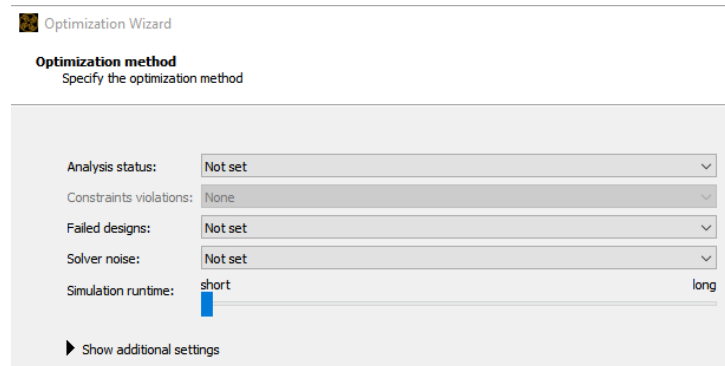 Optimization Wizard
Optimization method
Specify the optimization method
Analysis status: Not set
Constraints violations: None
Failed designs: Not set
Solver noise: Not set
Simulation runtime: short long
Show additional settings